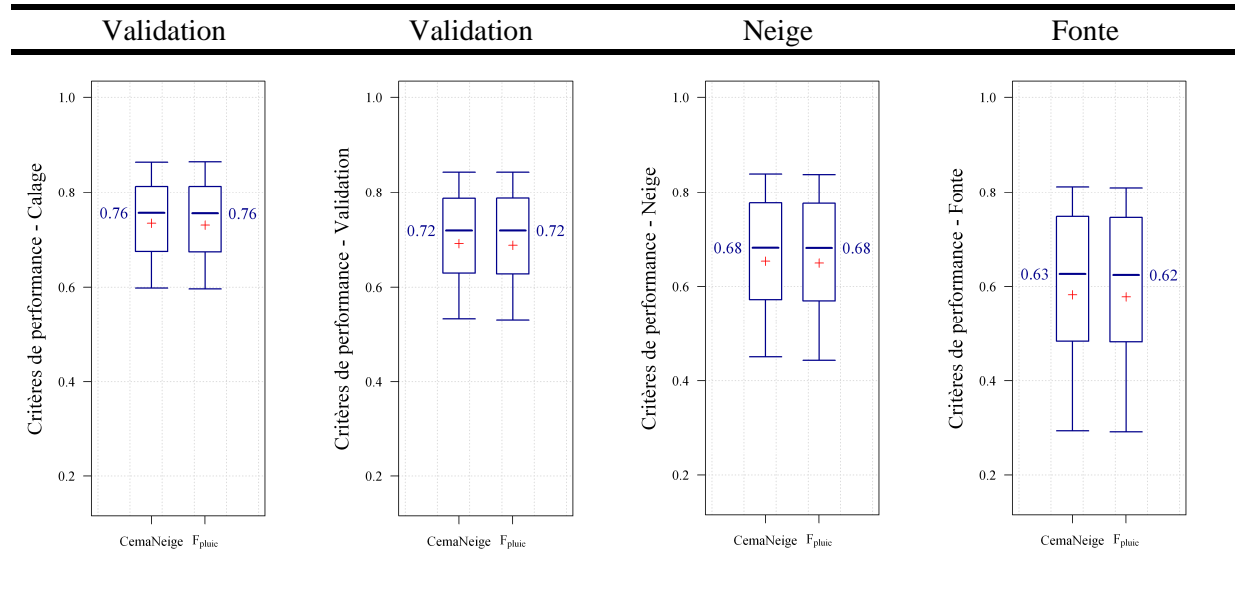 Validation Validation Neige Fonte
Critères de performance - Calage
1.0
0.8
0.6
0.4
0.2
0.76 0.76
CemaNeige Fpluie
Critères de performance - Validation
1.0
0.8
0.6
0.4
0.2
0.72 0.72
CemaNeige Fpluie
Critères de performance - Neige
1.0
0.8
0.6
0.4
0.2
0.68 0.68
CemaNeige Fpluie
Critères de performance - Fonte
1.0
0.8
0.6
0.4
0.2
0.63 0.62
CemaNeige Fpluie